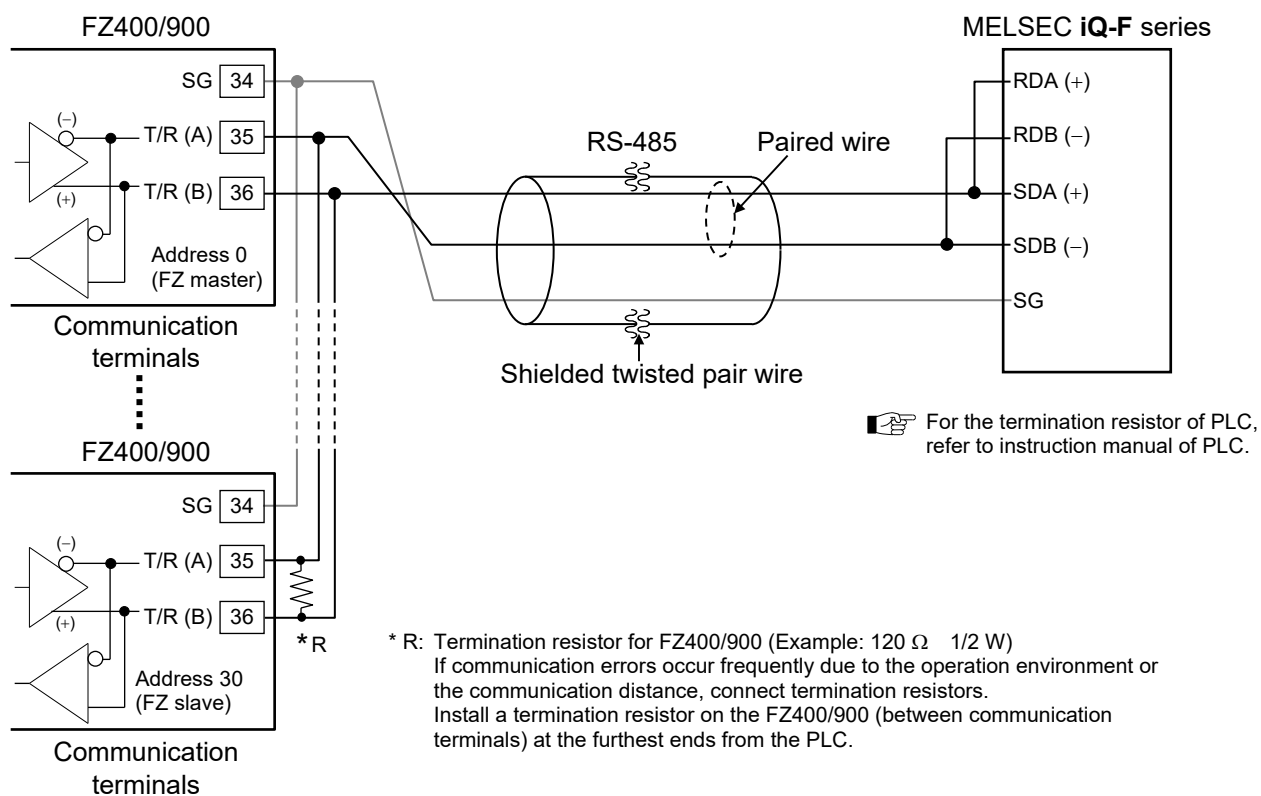 FZ400/900
MELSEC iQ-F series
SG 34
RDA (+)
(−)
T/R (A) 35
RS-485
Paired wire
RDB (−)
T/R (B) 36
(+)
SDA (+)
Address 0
(FZ master)
SDB (−)
SG
Communication
terminals
Shielded twisted pair wire
For the termination resistor of PLC,
refer to instruction manual of PLC.
FZ400/900
SG 34
(−)
T/R (A) 35
T/R (B) 36
(+)
*R
Address 30
(FZ slave)
* R: Termination resistor for FZ400/900 (Example: 120 Ω 1/2 W)
If communication errors occur frequently due to the operation environment or
the communication distance, connect termination resistors.
Install a termination resistor on the FZ400/900 (between communication
terminals) at the furthest ends from the PLC.
Communication
terminals